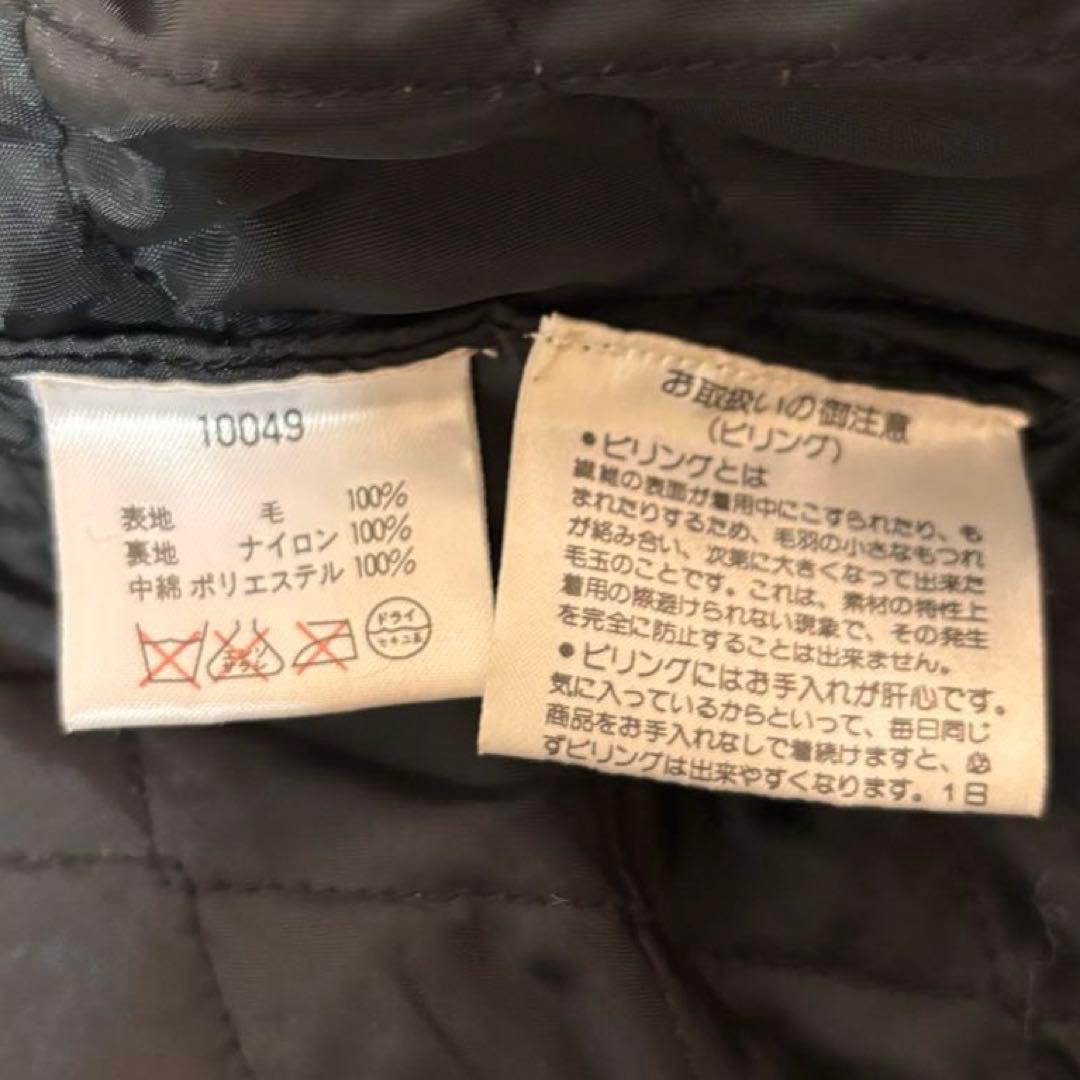 10049
表地 毛 100%
裏地 ナイロン 100%
中綿 ポリエステル 100%
エンソ
サラシ
ドライ
セキユ系
お取扱いの御注意
(ピリング)
●ピリングとは
繊維の表面が着用中にこすられたり、も
まれたりするため、毛羽の小さなもつれ
が絡み合い、次第に大きくなって出来た
毛玉のことです。これは、素材の特性上
着用の際避けられない現象で、その発生
を完全に防止することは出来ません。
●ピリングにはお手入れが肝心です。
気に入っているからといって、毎日同じ
商品をお手入れなしで着続けますと、必
ずピリングは出来やすくなります。1日